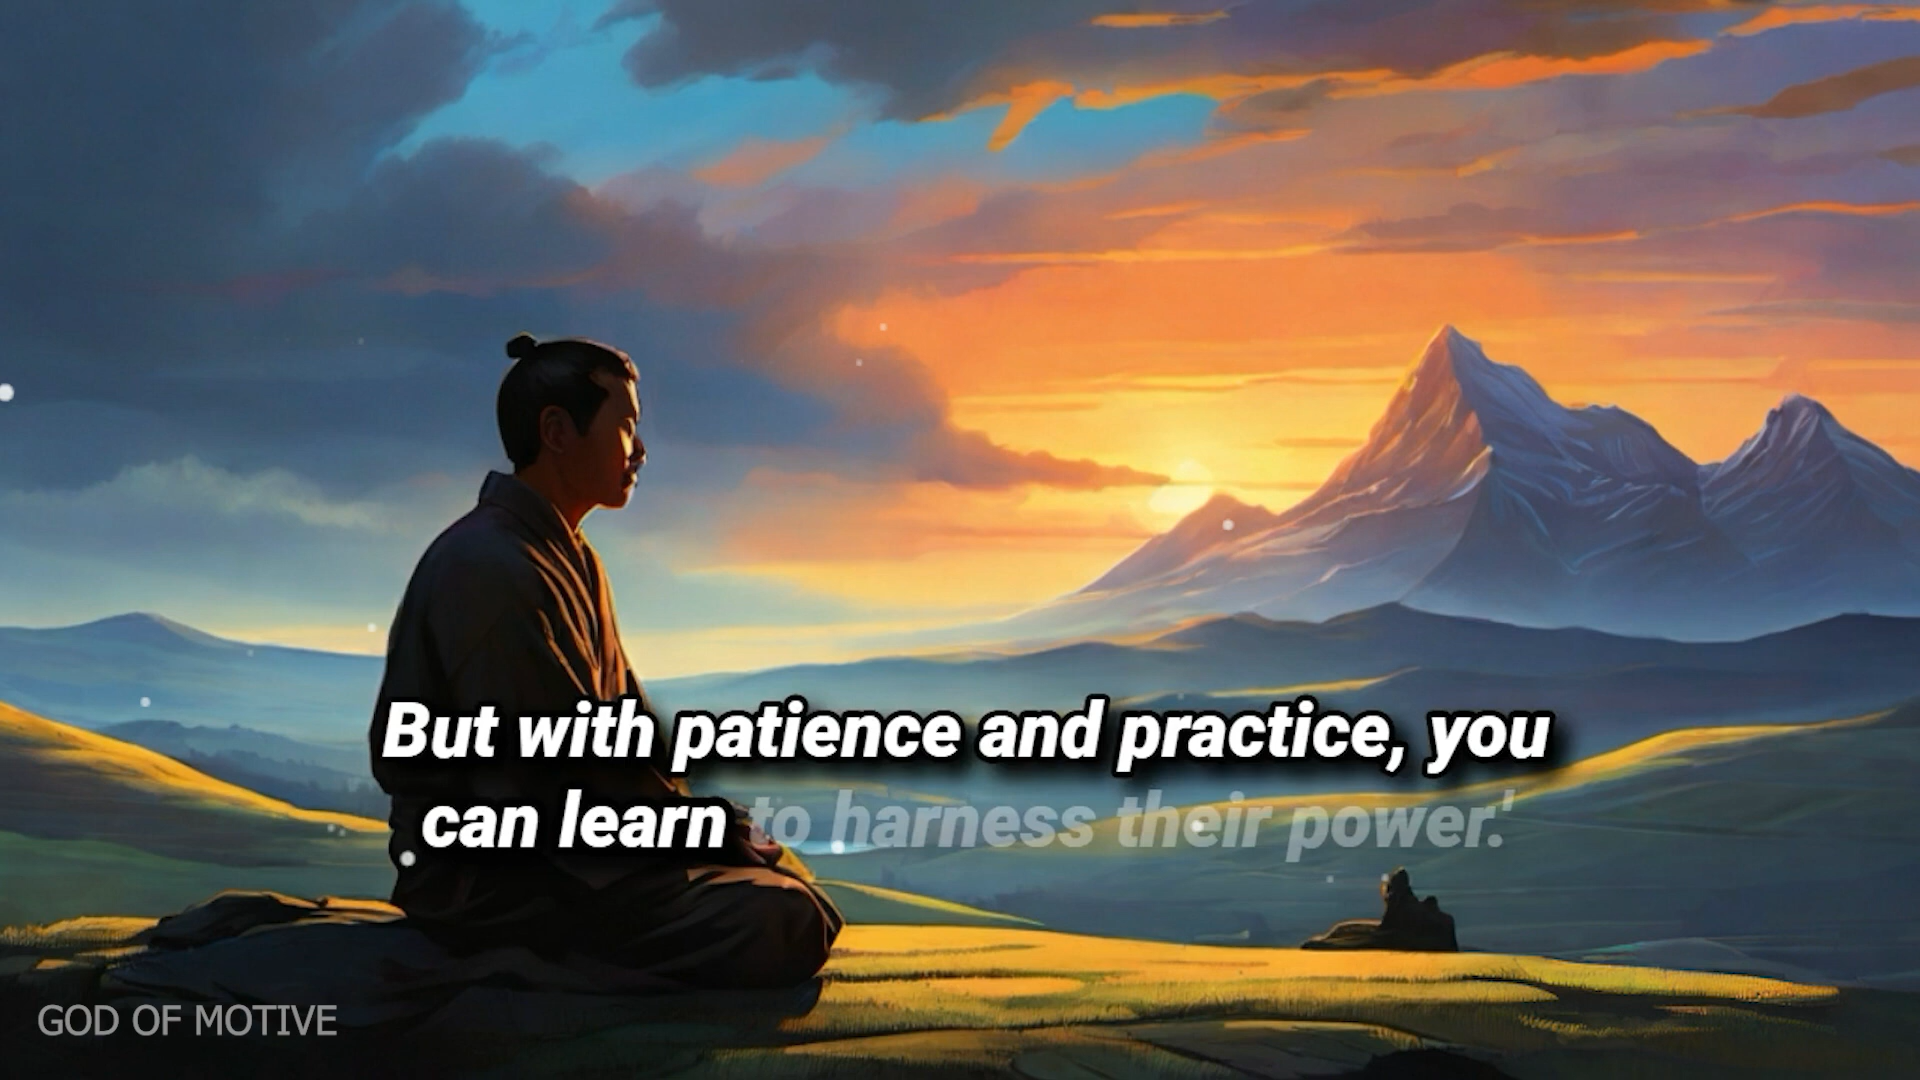 But with patience and practice, you
can learn to harness their power.'
GOD OF MOTIVE